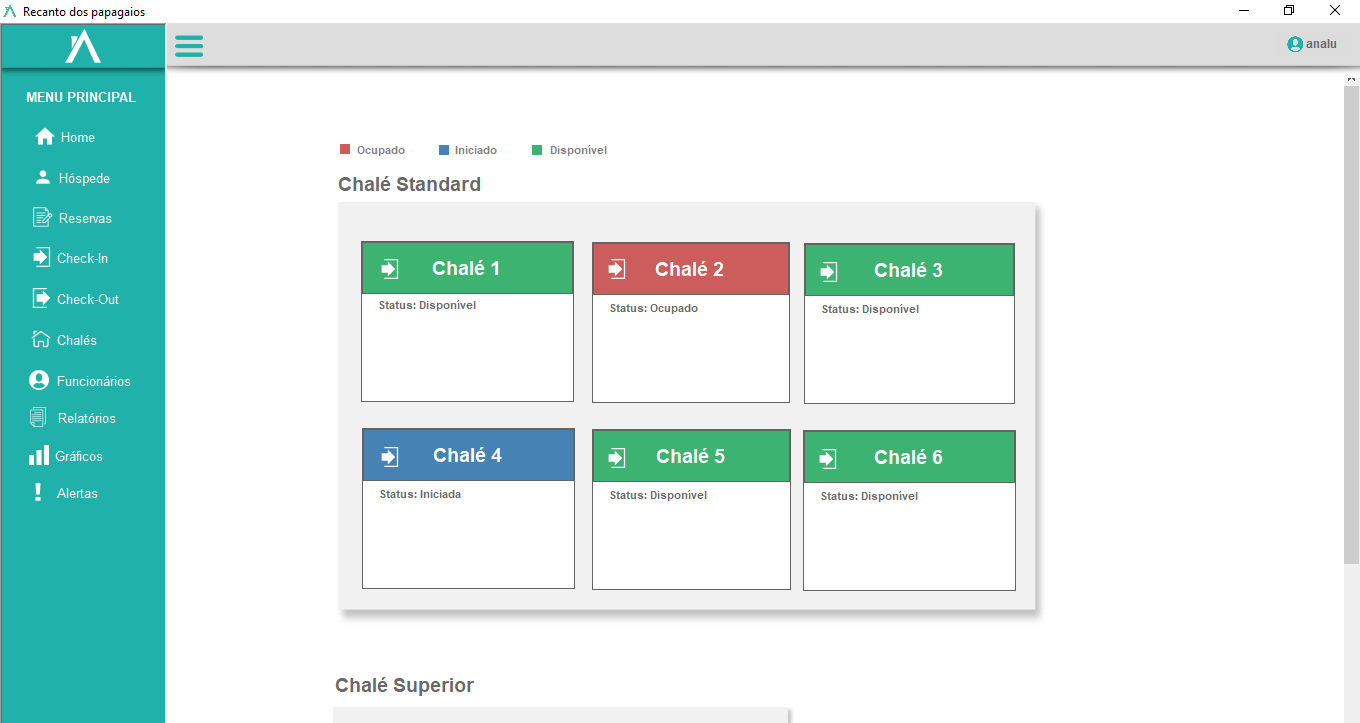 Recanto dos papagaios
analu
MENU PRINCIPAL
Home
Hóspede
Reservas
Check-In
Check-Out
Chalés
Funcionários
Relatórios
Gráficos
Alertas
Ocupado Iniciado Disponível
Chalé Standard
Chalé 1
Status: Disponível
Chalé 2
Status: Ocupado
Chalé 3
Status: Disponível
Chalé 4
Status: Iniciada
Chalé 5
Status: Disponível
Chalé 6
Status: Disponível
Chalé Superior